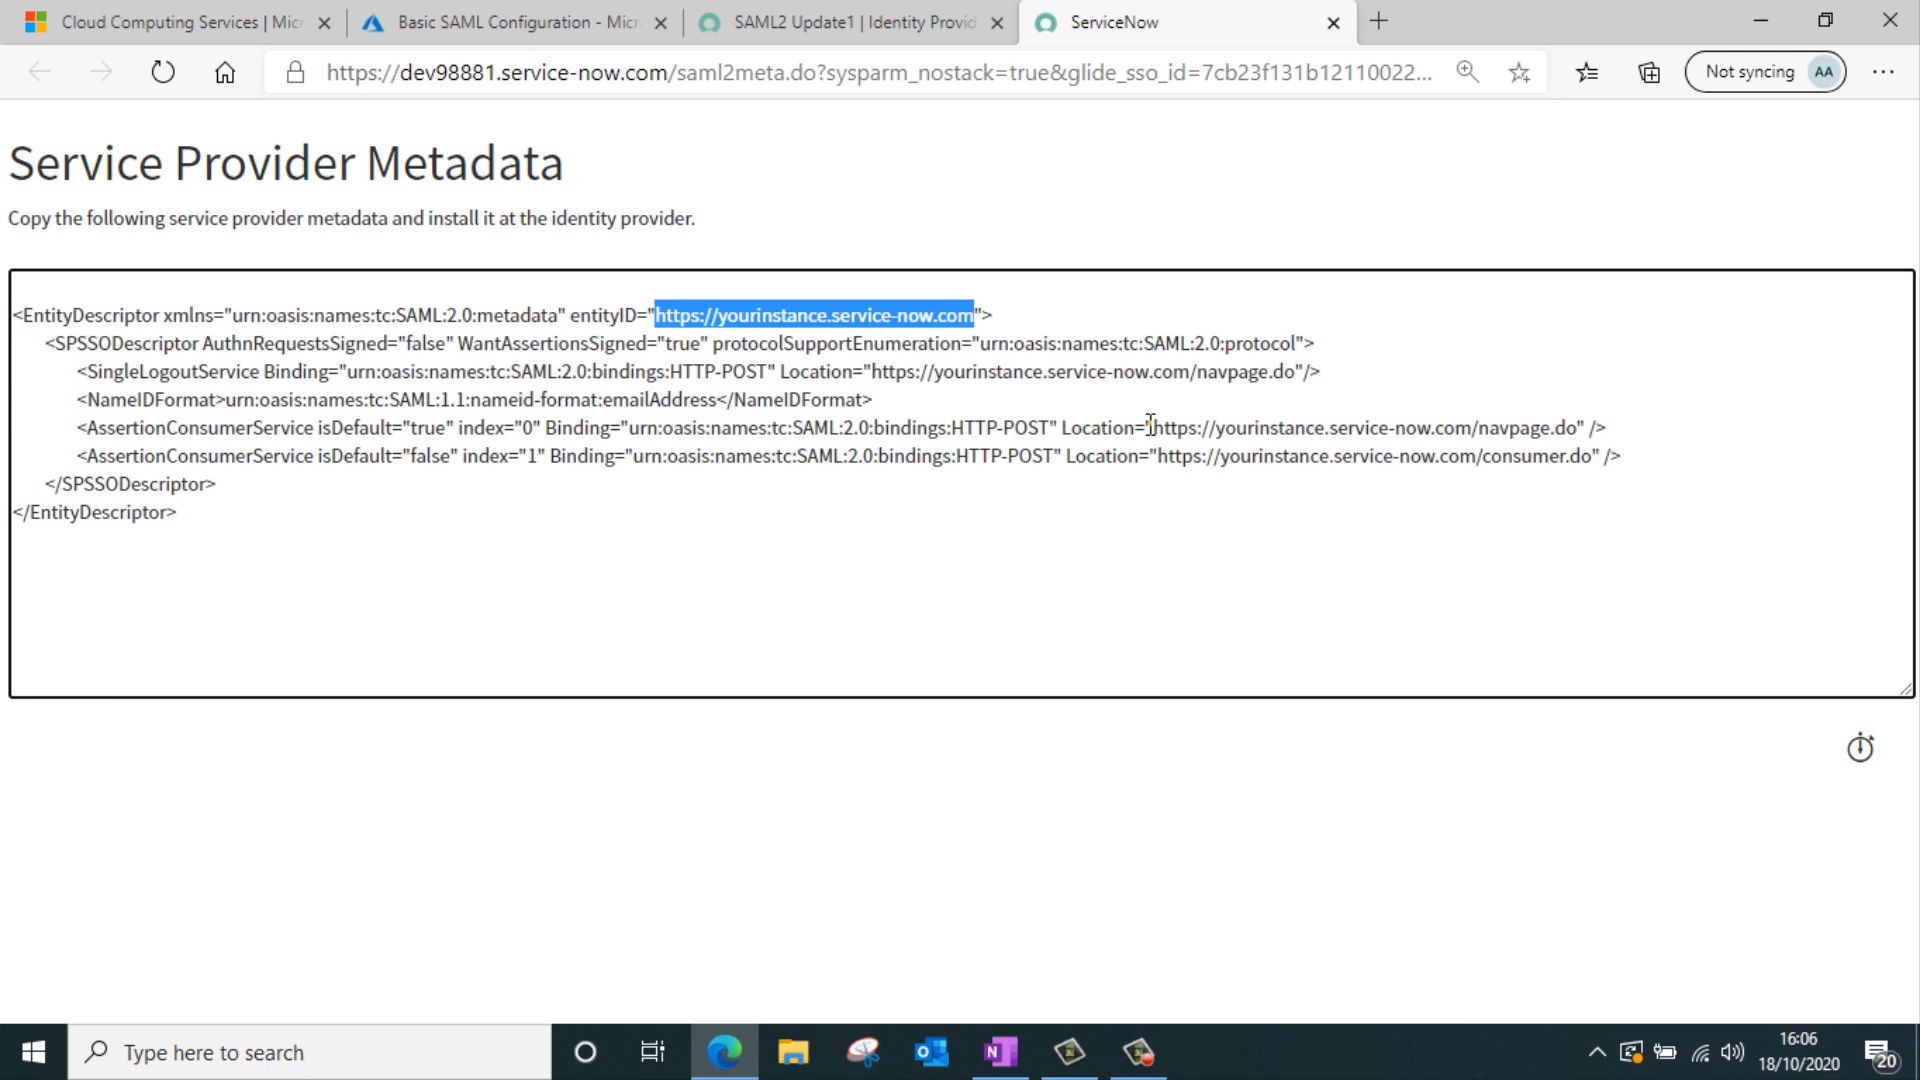 Cloud Computing Services | Micr
Basic SAML Configuration - Micr
SAML2 Update1 | Identity Provid
ServiceNow
https://dev98881.service-now.com/saml2meta.do?sysparm_nostack=true&glide_sso_id=7cb23f131b12110022...
Not syncing AA
Service Provider Metadata
Copy the following service provider metadata and install it at the identity provider.
<EntityDescriptor xmlns="urn:oasis:names:tc:SAML:2.0:metadata" entityID="https://yourinstance.service-now.com">
<SPSSODescriptor AuthnRequestsSigned="false" WantAssertionsSigned="true" protocolSupportEnumeration="urn:oasis:names:tc:SAML:2.0:protocol">
<SingleLogoutService Binding="urn:oasis:names:tc:SAML:2.0:bindings:HTTP-POST" Location="https://yourinstance.service-now.com/navpage.do"/>
<NameIDFormat>urn:oasis:names:tc:SAML:1.1:nameid-format:emailAddress</NameIDFormat>
<AssertionConsumerService isDefault="true" index="0" Binding="urn:oasis:names:tc:SAML:2.0:bindings:HTTP-POST" Location="https://yourinstance.service-now.com/navpage.do" />
<AssertionConsumerService isDefault="false" index="1" Binding="urn:oasis:names:tc:SAML:2.0:bindings:HTTP-POST" Location="https://yourinstance.service-now.com/consumer.do" />
</SPSSODescriptor>
</EntityDescriptor>
Type here to search
16:06
18/10/2020
20